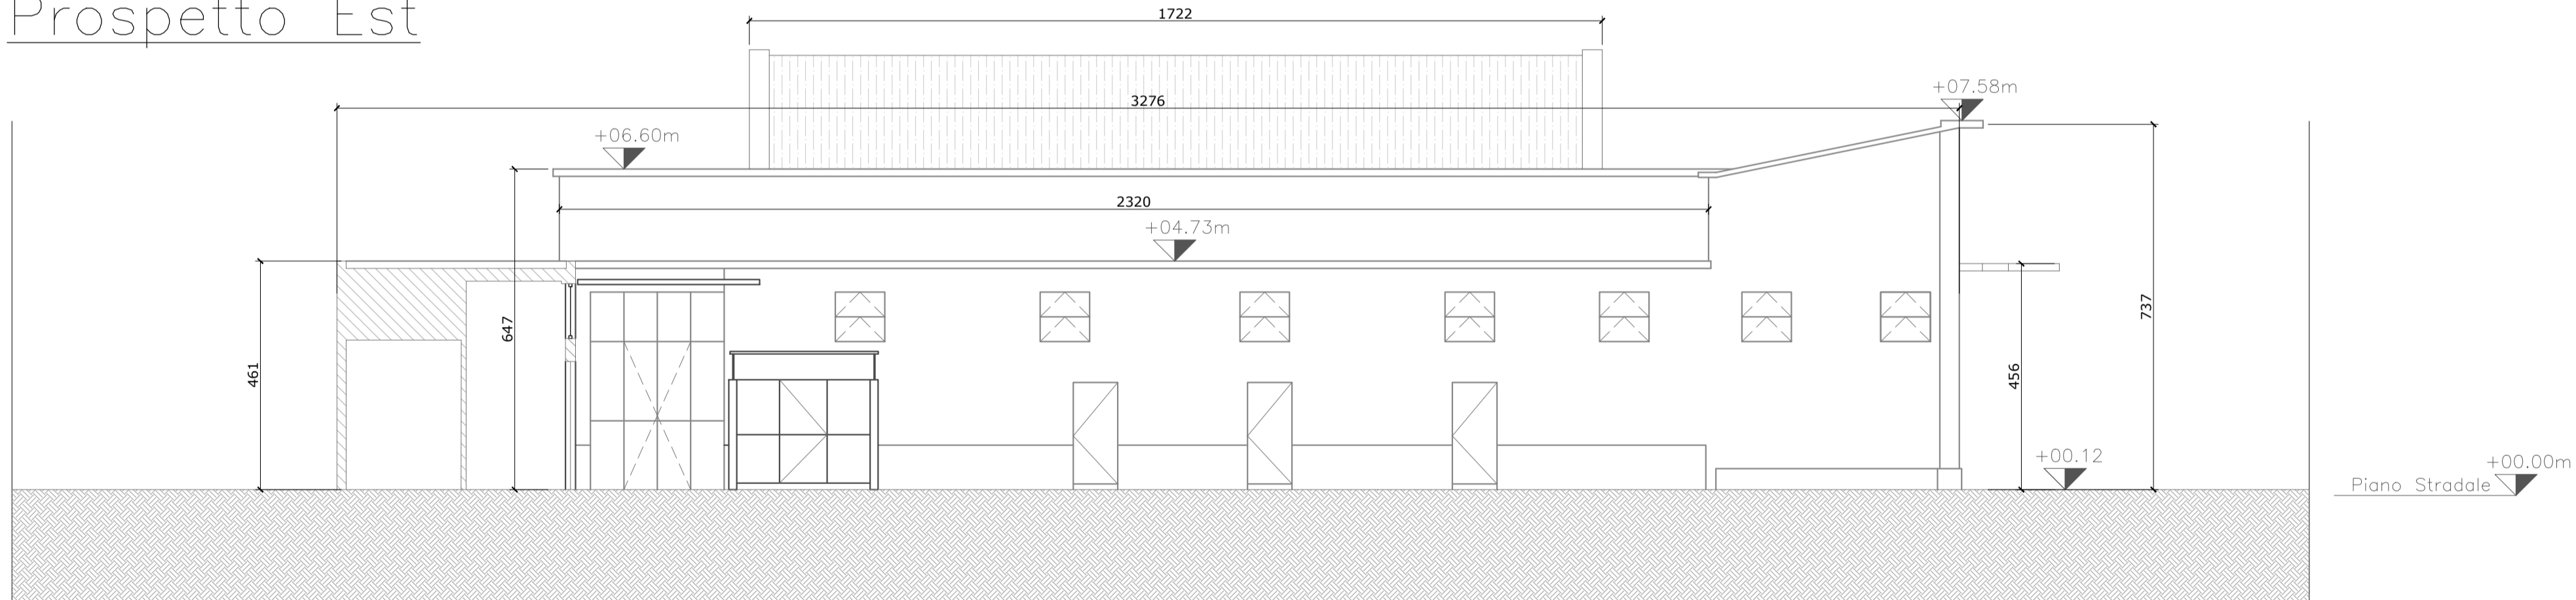 Prospetto Est
1722
3276
+07.58m
+06.60m
2320
+04.73m
647
461
737
456
+00.12
Piano Stradale
+00.00m